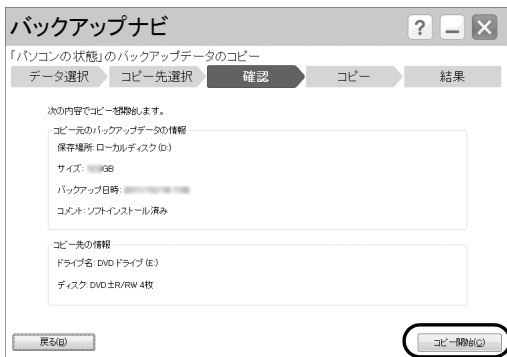 バックアップナビ
?
「パソコンの状態」のバックアップデータのコピー
データ選択 コピー先選択 確認 コピー 結果
次の内容でコピーを開始します。
コピー元のバックアップデータの情報
保存場所: ローカルディスク (D:)
サイズ: GB
バックアップ日時:
コメント: ソフトインストール済み
コピー先の情報
ドライブ名: DVD ドライブ (E:)
ディスク: DVD±R/RW 4枚
戻る(B) コピー開始(C)